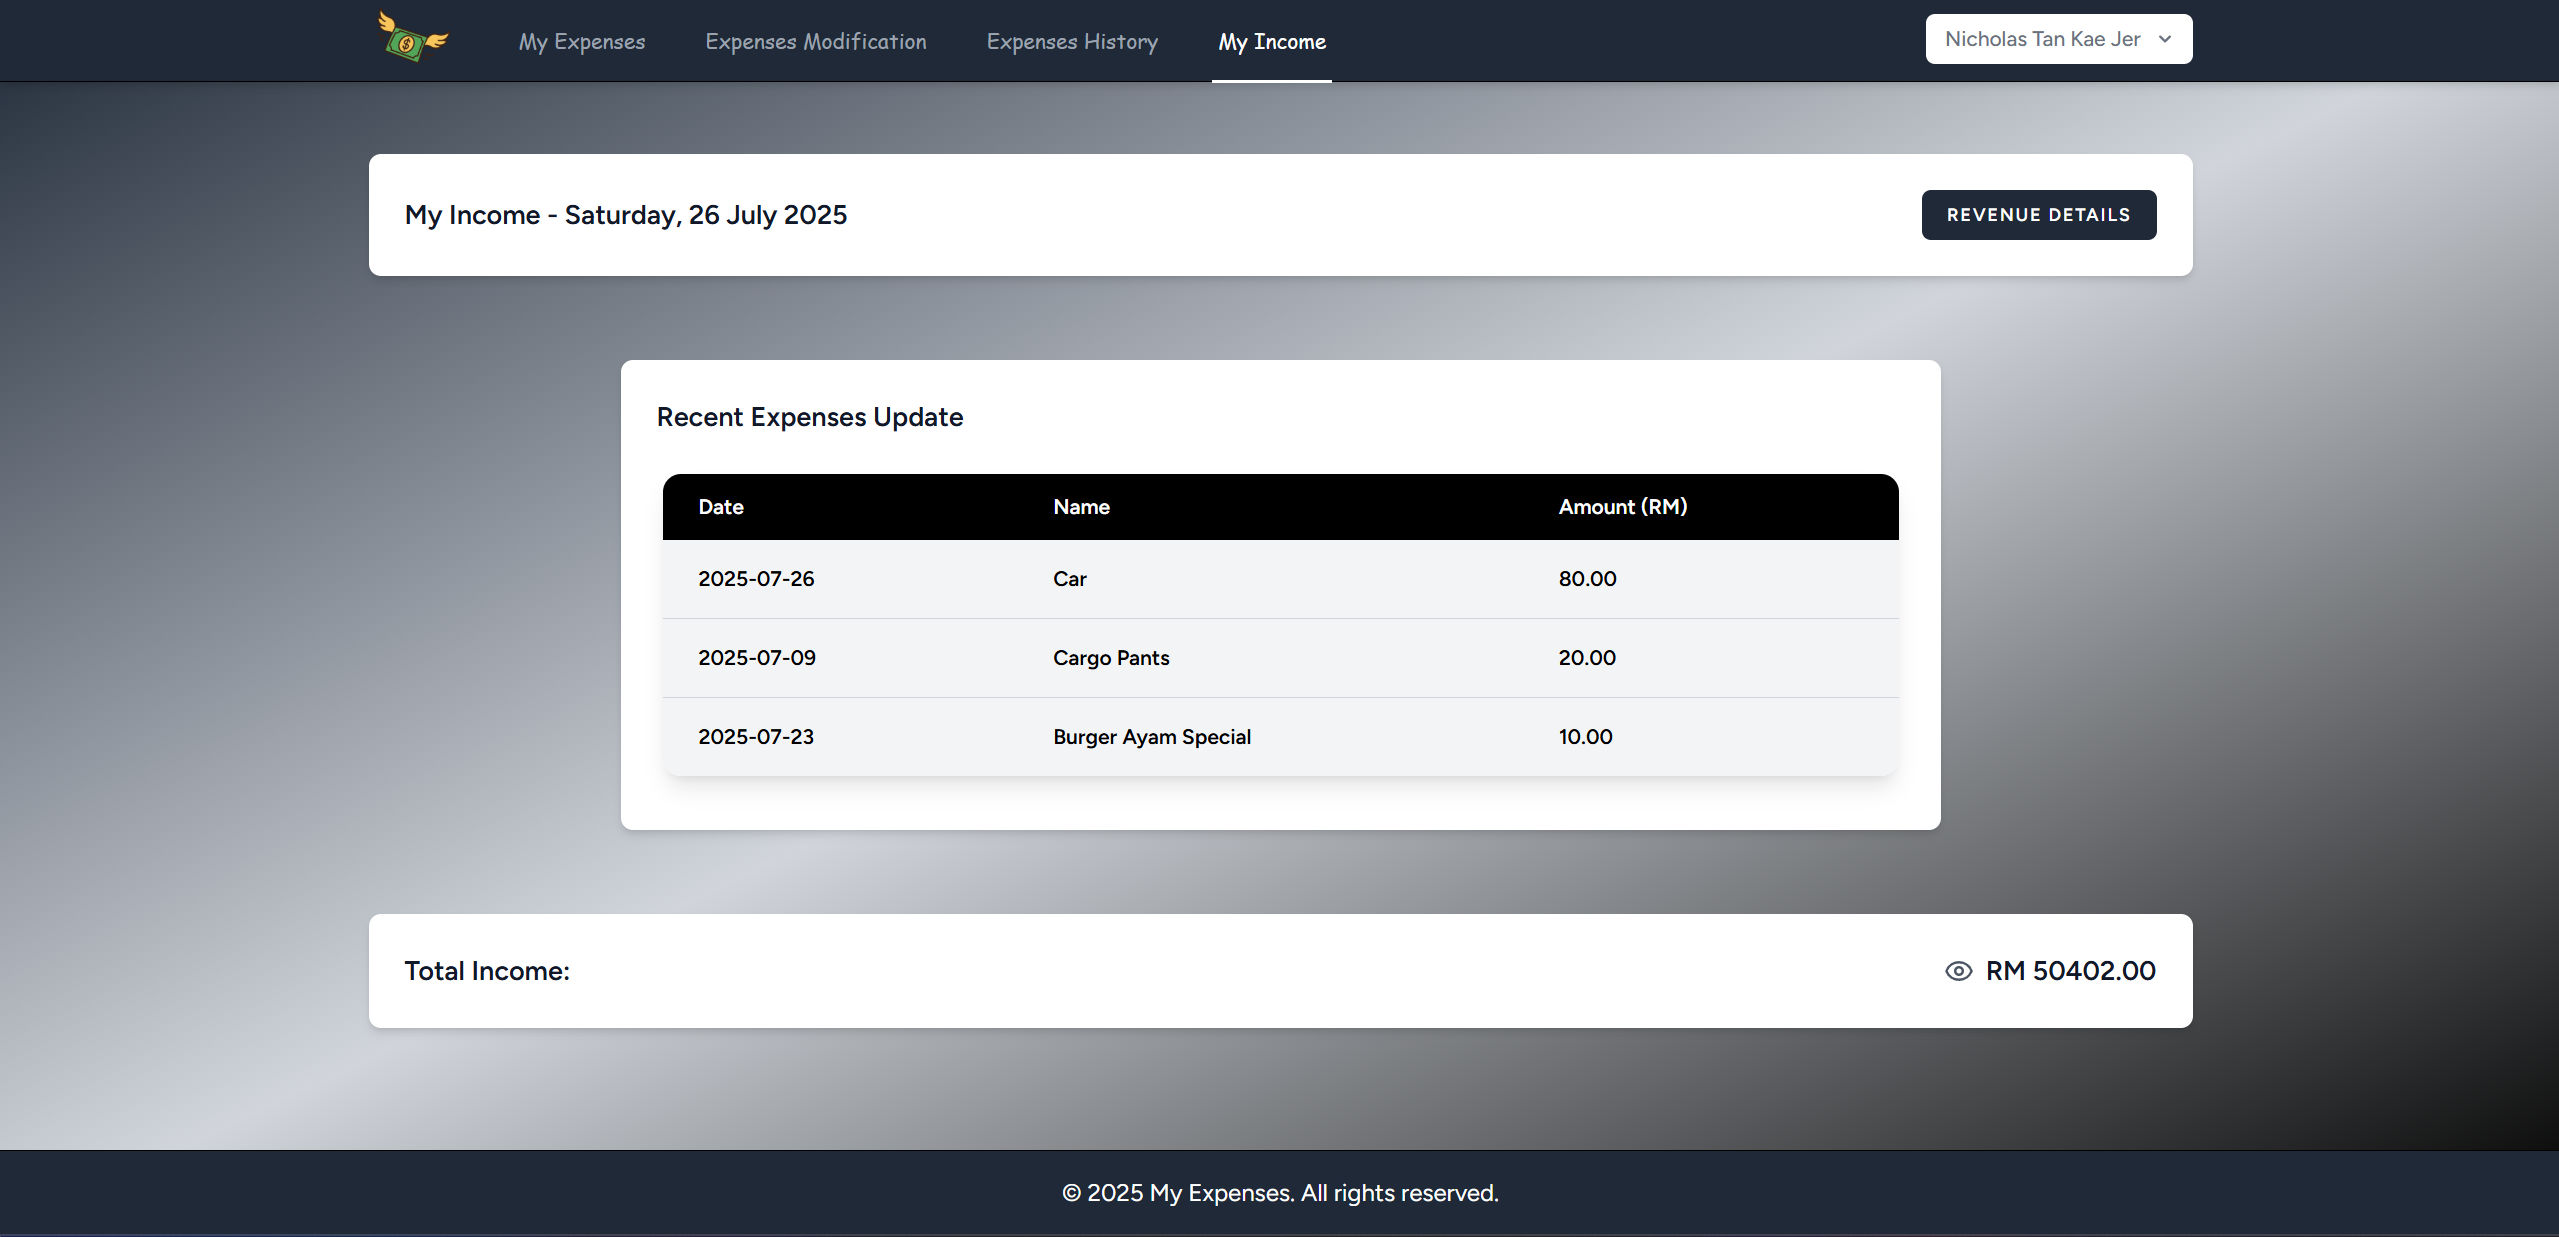 My Expenses Expenses Modification Expenses History My Income Nicholas Tan Kae Jer
My Income - Saturday, 26 July 2025 REVENUE DETAILS
Recent Expenses Update
Date Name Amount (RM)
2025-07-26 Car 80.00
2025-07-09 Cargo Pants 20.00
2025-07-23 Burger Ayam Special 10.00
Total Income: RM 50402.00
© 2025 My Expenses. All rights reserved.